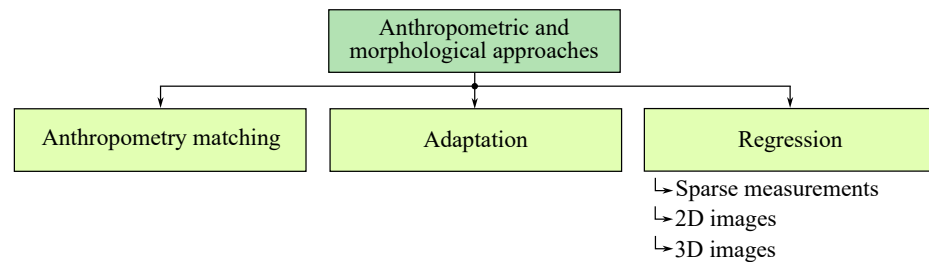 Anthropometric and
morphological approaches
Anthropometry matching
Adaptation
Regression
Sparse measurements
2D images
3D images